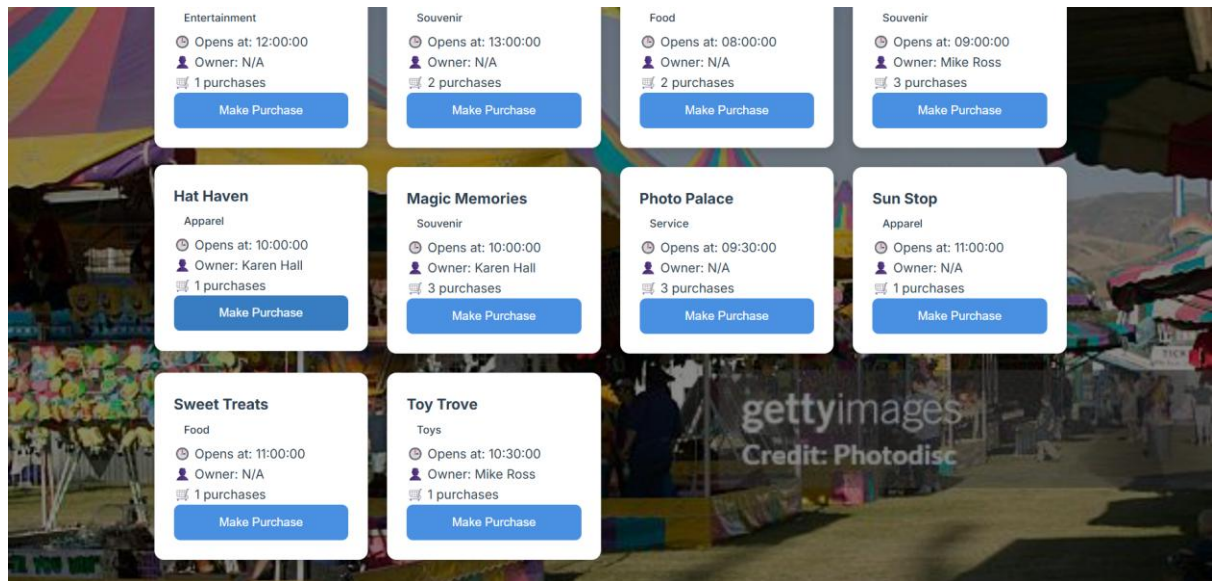 Entertainment
Opens at: 12:00:00
Owner: N/A
1 purchases
Make Purchase
Souvenir
Opens at: 13:00:00
Owner: N/A
2 purchases
Make Purchase
Food
Opens at: 08:00:00
Owner: N/A
2 purchases
Make Purchase
Souvenir
Opens at: 09:00:00
Owner: Mike Ross
3 purchases
Make Purchase
Hat Haven
Apparel
Opens at: 10:00:00
Owner: Karen Hall
1 purchases
Make Purchase
Magic Memories
Souvenir
Opens at: 10:00:00
Owner: Karen Hall
3 purchases
Make Purchase
Photo Palace
Service
Opens at: 09:30:00
Owner: N/A
3 purchases
Make Purchase
Sun Stop
Apparel
Opens at: 11:00:00
Owner: N/A
1 purchases
Make Purchase
Sweet Treats
Food
Opens at: 11:00:00
Owner: N/A
1 purchases
Make Purchase
Toy Trove
Toys
Opens at: 10:30:00
Owner: Mike Ross
1 purchases
Make Purchase
gettyimages
Credit: Photodisc